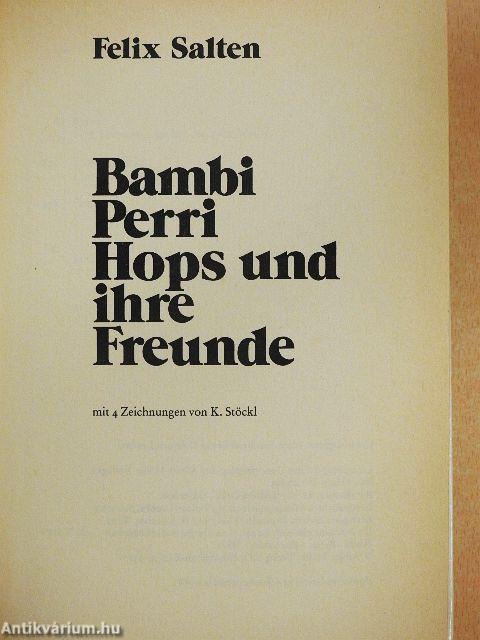 Felix Salten
Bambi
Perri
Hops und
ihre
Freunde
mit 4 Zeichnungen von K. Stöckl
Antikvárium.hu